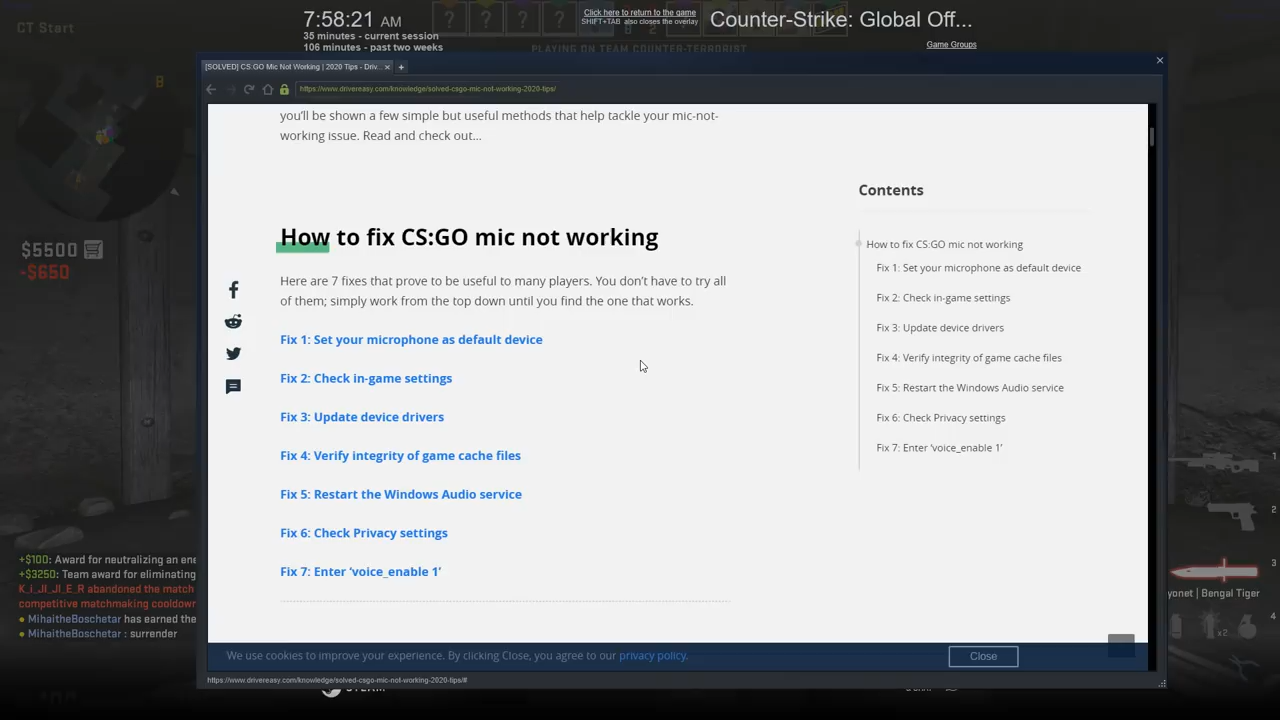 CT Start
7:58:21 AM
35 minutes - current session
106 minutes - past two weeks
Click here to return to the game
SHIFT+TAB also closes the overlay
Counter-Strike: Global Off...
Game Groups
PLAYING ON TEAM COUNTER-TERRORIST
[SOLVED] CS:GO Mic Not Working | 2020 Tips - Driv...
https://www.drivereasy.com/knowledge/solved-csgo-mic-not-working-2020-tips/
you'll be shown a few simple but useful methods that help tackle your mic-not-
working issue. Read and check out...
How to fix CS:GO mic not working
Here are 7 fixes that prove to be useful to many players. You don't have to try all
of them; simply work from the top down until you find the one that works.
Fix 1: Set your microphone as default device
Fix 2: Check in-game settings
Fix 3: Update device drivers
Fix 4: Verify integrity of game cache files
Fix 5: Restart the Windows Audio service
Fix 6: Check Privacy settings
Fix 7: Enter ‘voice_enable 1’
Contents
How to fix CS:GO mic not working
Fix 1: Set your microphone as default device
Fix 2: Check in-game settings
Fix 3: Update device drivers
Fix 4: Verify integrity of game cache files
Fix 5: Restart the Windows Audio service
Fix 6: Check Privacy settings
Fix 7: Enter ‘voice_enable 1’
We use cookies to improve your experience. By clicking Close, you agree to our privacy policy.
Close
https://www.drivereasy.com/knowledge/solved-csgo-mic-not-working-2020-tips/#
B
$5500
-$650
+$100: Award for neutralizing an ene
+$3250: Team award for eliminating
K_i_JI_JI_E_R abandoned the match
competitive matchmaking cooldown
MihaitheBoschetar has earned the
MihaitheBoschetar : surrender
1
2
3
yonet | Bengal Tiger
4
x2
STEAM